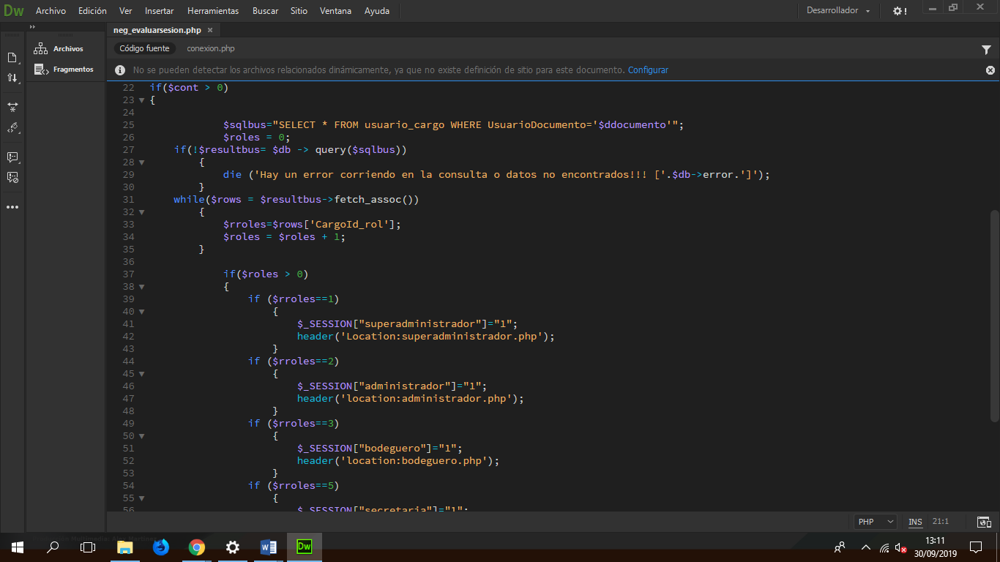 Dw Archivo Edición Ver Insertar Herramientas Buscar Sitio Ventana Ayuda Desarrollador !
neg_evaluarsesion.php
Archivos
Fragmentos
Código fuente conexion.php
No se pueden detectar los archivos relacionados dinámicamente, ya que no existe definición de sitio para este documento. Configurar
22 if($cont > 0)
23 {
24
25 $sqlbus="SELECT * FROM usuario_cargo WHERE UsuarioDocumento='$ddocumento'";
26 $roles = 0;
27 if(!$resultbus= $db -> query($sqlbus))
28 {
29 die ('Hay un error corriendo en la consulta o datos no encontrados!!! ['.$db->error.']');
30 }
31 while($rows = $resultbus->fetch_assoc())
32 {
33 $rroles=$rows['CargoId_rol'];
34 $roles = $roles + 1;
35 }
36
37 if($roles > 0)
38 {
39 if ($rroles==1)
40 {
41 $_SESSION["superadministrador"]="1";
42 header('Location:superadministrador.php');
43 }
44 if ($rroles==2)
45 {
46 $_SESSION["administrador"]="1";
47 header('location:administrador.php');
48 }
49 if ($rroles==3)
50 {
51 $_SESSION["bodeguero"]="1";
52 header('location:bodeguero.php');
53 }
54 if ($rroles==5)
55 {
56 $_SESSION["secretaria"]="1";
PHP INS 21:1
Dw
13:11
30/09/2019